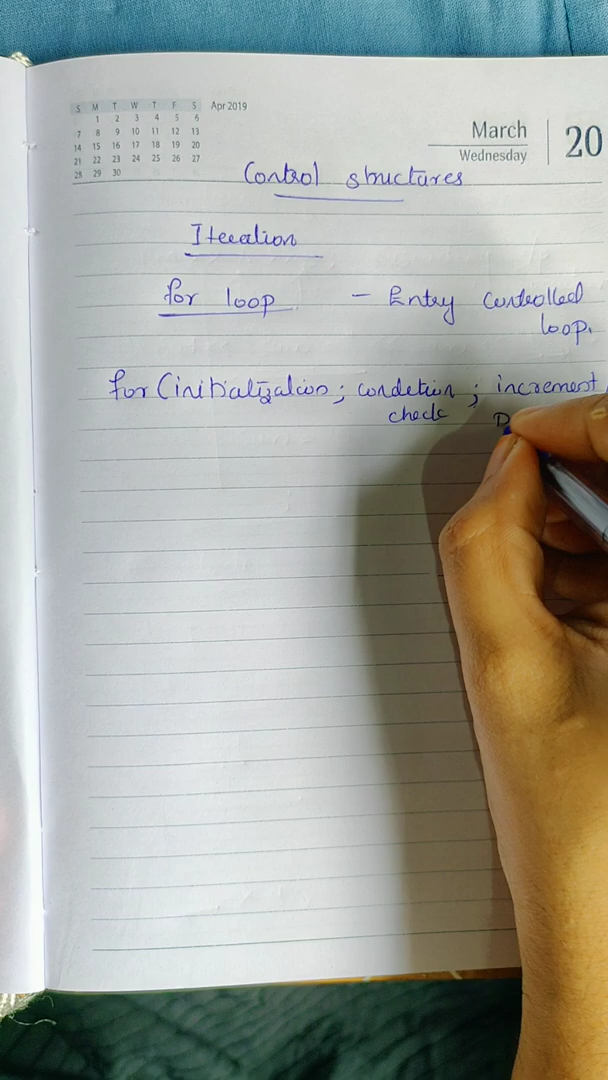 S M T W T F S Apr 2019
1 2 3 4 5 6
7 8 9 10 11 12 13
14 15 16 17 18 19 20
21 22 23 24 25 26 27
28 29 30
March
Wednesday
20
Control structures
Iteration
for loop - Entry controlled
loop.
for (initialization ; condition ; increment
check D